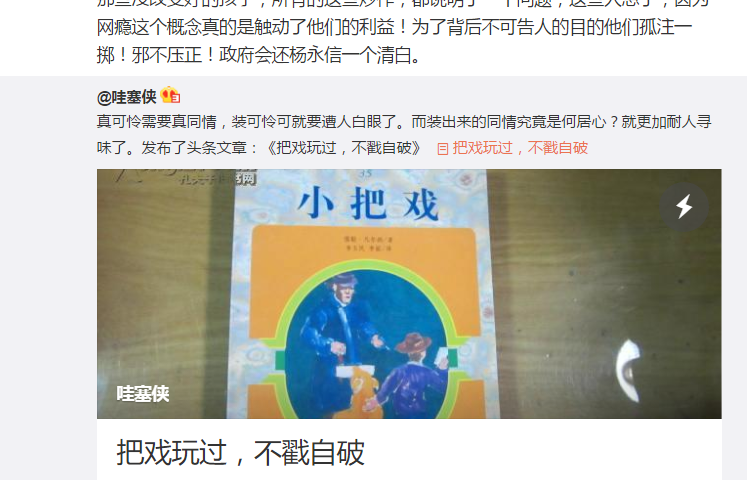 网瘾这个概念真的是触动了他们的利益！为了背后不可告人的目的他们孤注一
掷！邪不压正！政府会还杨永信一个清白。
@哇塞侠
真可怜需要真同情，装可怜可就要遭人白眼了。而装出来的同情究竟是何居心？就更加耐人寻
味了。发布了头条文章：《把戏玩过，不戳自破》 把戏玩过，不戳自破
35
小把戏
哇塞侠
把戏玩过，不戳自破